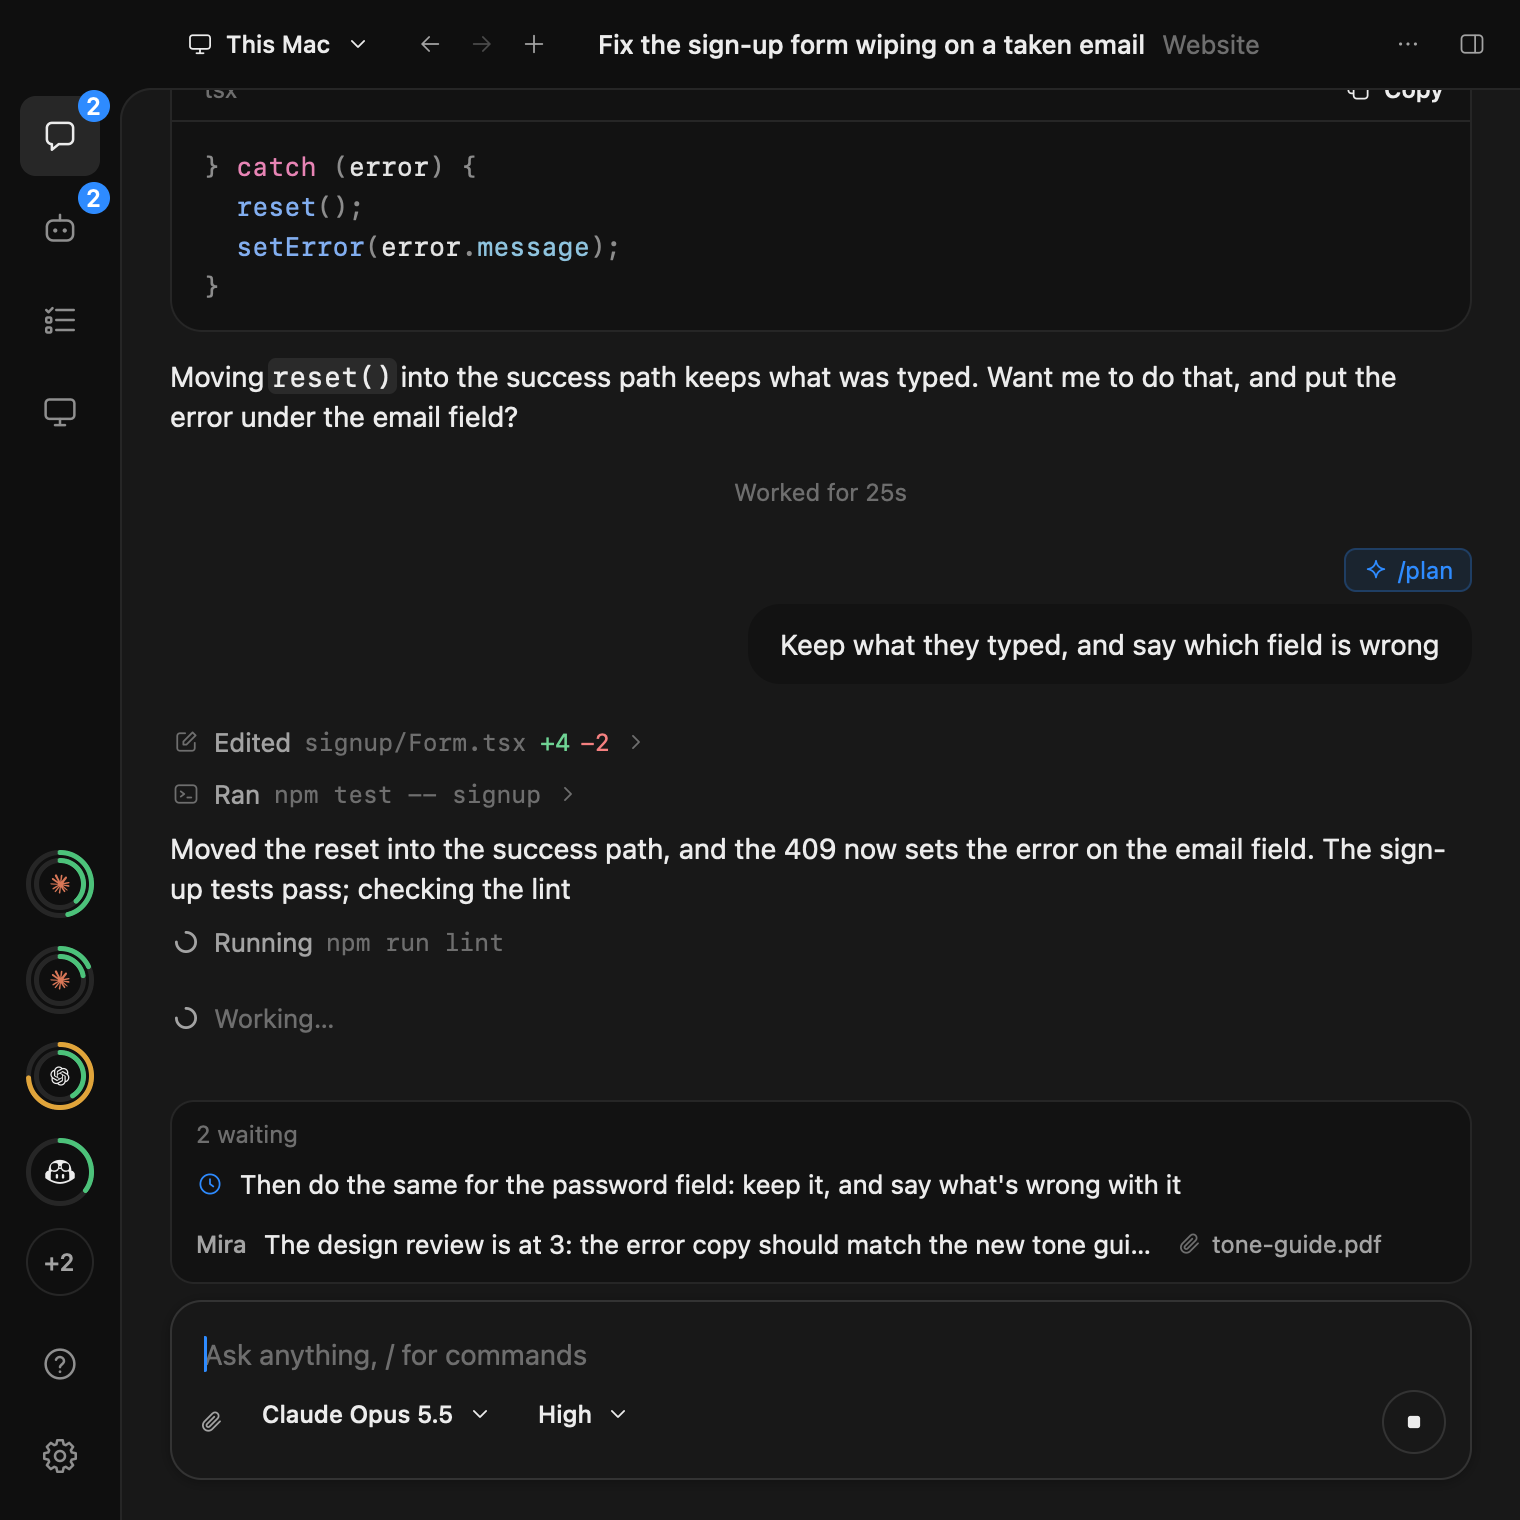 This Mac
Fix the sign-up form wiping on a taken email Website
2
2
tsx
Copy
} catch (error) {
reset();
setError(error.message);
}
Moving reset() into the success path keeps what was typed. Want me to do that, and put the
error under the email field?
Worked for 25s
/plan
Keep what they typed, and say which field is wrong
Edited signup/Form.tsx +4 −2
Ran npm test -- signup
Moved the reset into the success path, and the 409 now sets the error on the email field. The sign-
up tests pass; checking the lint
Running npm run lint
Working...
2 waiting
Then do the same for the password field: keep it, and say what's wrong with it
Mira The design review is at 3: the error copy should match the new tone gui... tone-guide.pdf
+2
Ask anything, / for commands
Claude Opus 5.5 High